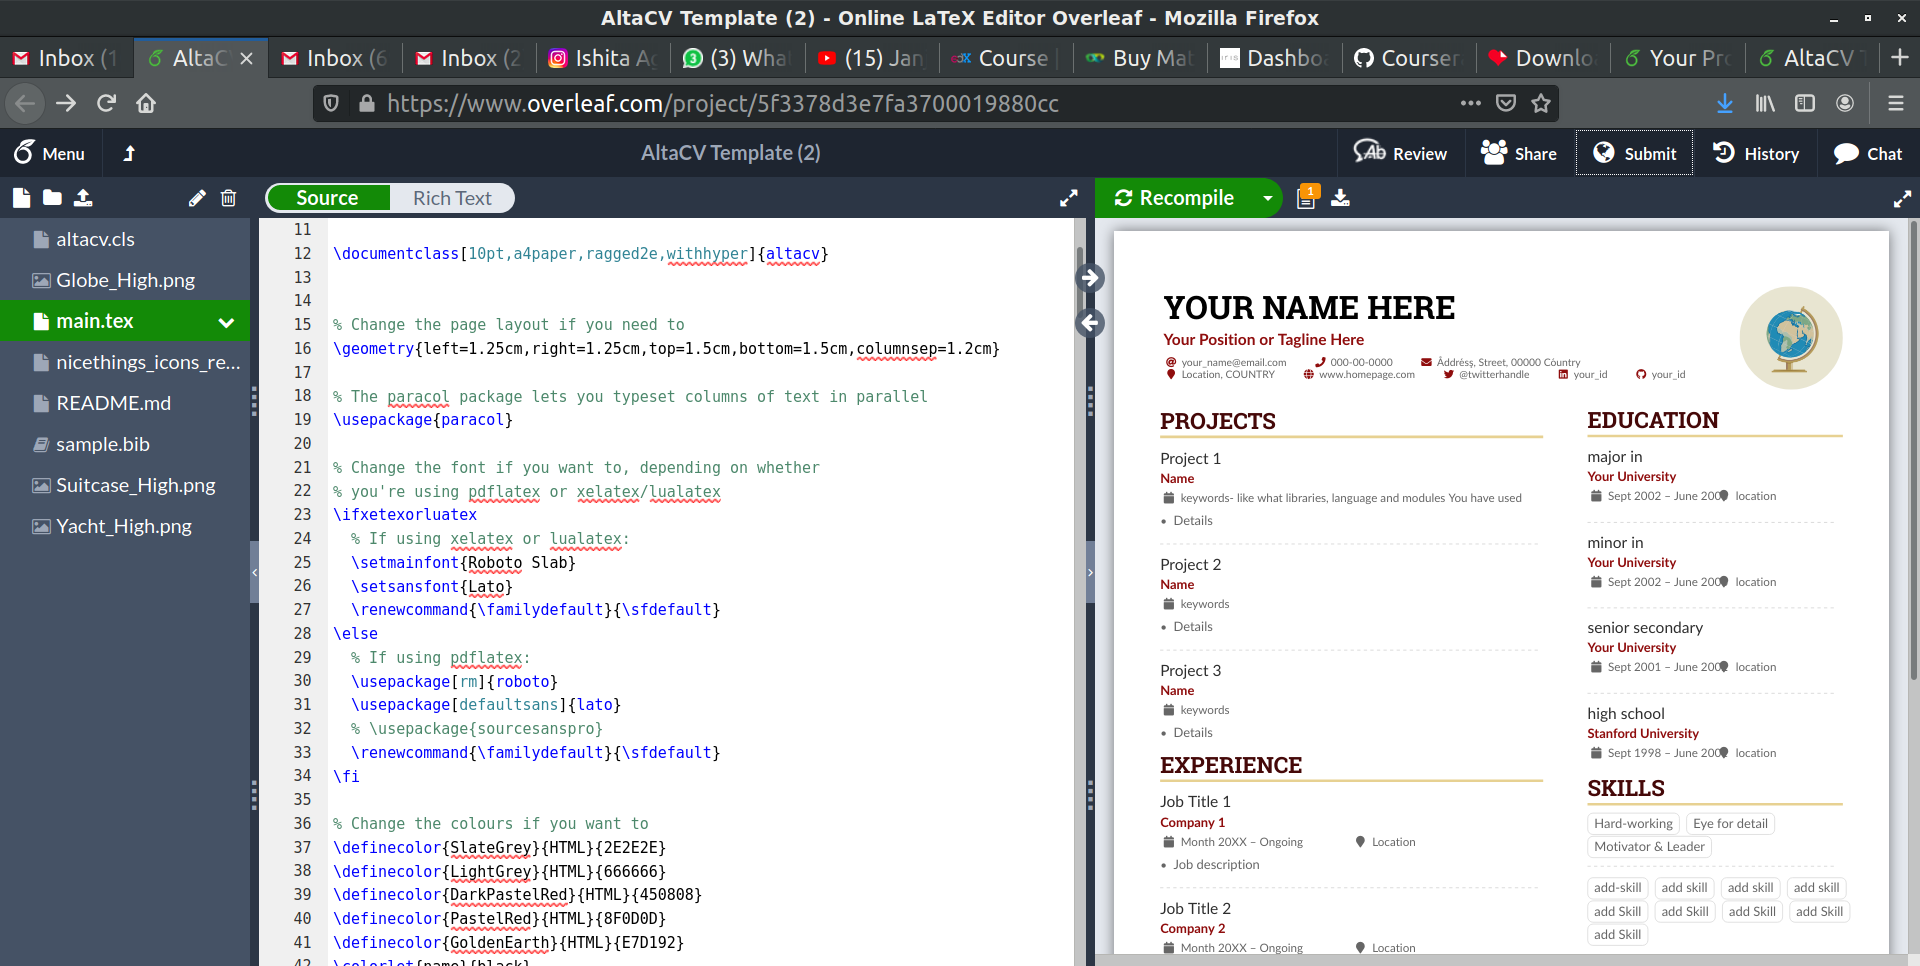 AltaCV Template (2) - Online LaTeX Editor Overleaf - Mozilla Firefox
Inbox (1
AltaC
Inbox (6
Inbox (2
Ishita Ag
(3) Wha
(15) Jan
Course
Buy Mat
Dashbo
Courser
Downlo
Your Pro
AltaCV T
https://www.overleaf.com/project/5f3378d3e7fa3700019880cc
Menu
AltaCV Template (2)
Review
Share
Submit
History
Chat
Source
Rich Text
Recompile
1
altacv.cls
Globe_High.png
main.tex
nicethings_icons_re...
README.md
sample.bib
Suitcase_High.png
Yacht_High.png
11
12 \documentclass[10pt,a4paper,ragged2e,withhyper]{altacv}
13
14
15 % Change the page layout if you need to
16 \geometry{left=1.25cm,right=1.25cm,top=1.5cm,bottom=1.5cm,columnsep=1.2cm}
17
18 % The paracol package lets you typeset columns of text in parallel
19 \usepackage{paracol}
20
21 % Change the font if you want to, depending on whether
22 % you're using pdflatex or xelatex/lualatex
23 \ifxetexorluatex
24 % If using xelatex or lualatex:
25 \setmainfont{Roboto Slab}
26 \setsansfont{Lato}
27 \renewcommand{\familydefault}{\sfdefault}
28 \else
29 % If using pdflatex:
30 \usepackage[rm]{roboto}
31 \usepackage[defaultsans]{lato}
32 % \usepackage{sourcesanspro}
33 \renewcommand{\familydefault}{\sfdefault}
34 \fi
35
36 % Change the colours if you want to
37 \definecolor{SlateGrey}{HTML}{2E2E2E}
38 \definecolor{LightGrey}{HTML}{666666}
39 \definecolor{DarkPastelRed}{HTML}{450808}
40 \definecolor{PastelRed}{HTML}{8F0D0D}
41 \definecolor{GoldenEarth}{HTML}{E7D192}
42 \colorlet{name}{black}
YOUR NAME HERE
Your Position or Tagline Here
your_name@email.com 000-00-0000 Åddrésş, Street, 00000 Cóuntry
Location, COUNTRY www.homepage.com @twitterhandle your_id your_id
PROJECTS
Project 1
Name
keywords- like what libraries, language and modules You have used
• Details
Project 2
Name
keywords
• Details
Project 3
Name
keywords
• Details
EXPERIENCE
Job Title 1
Company 1
Month 20XX – Ongoing Location
• Job description
Job Title 2
Company 2
Month 20XX – Ongoing Location
EDUCATION
major in
Your University
Sept 2002 – June 200 location
minor in
Your University
Sept 2002 – June 200 location
senior secondary
Your University
Sept 2001 – June 200 location
high school
Stanford University
Sept 1998 – June 200 location
SKILLS
Hard-working Eye for detail
Motivator & Leader
add-skill add skill add skill add skill
add Skill add Skill add Skill add Skill
add Skill